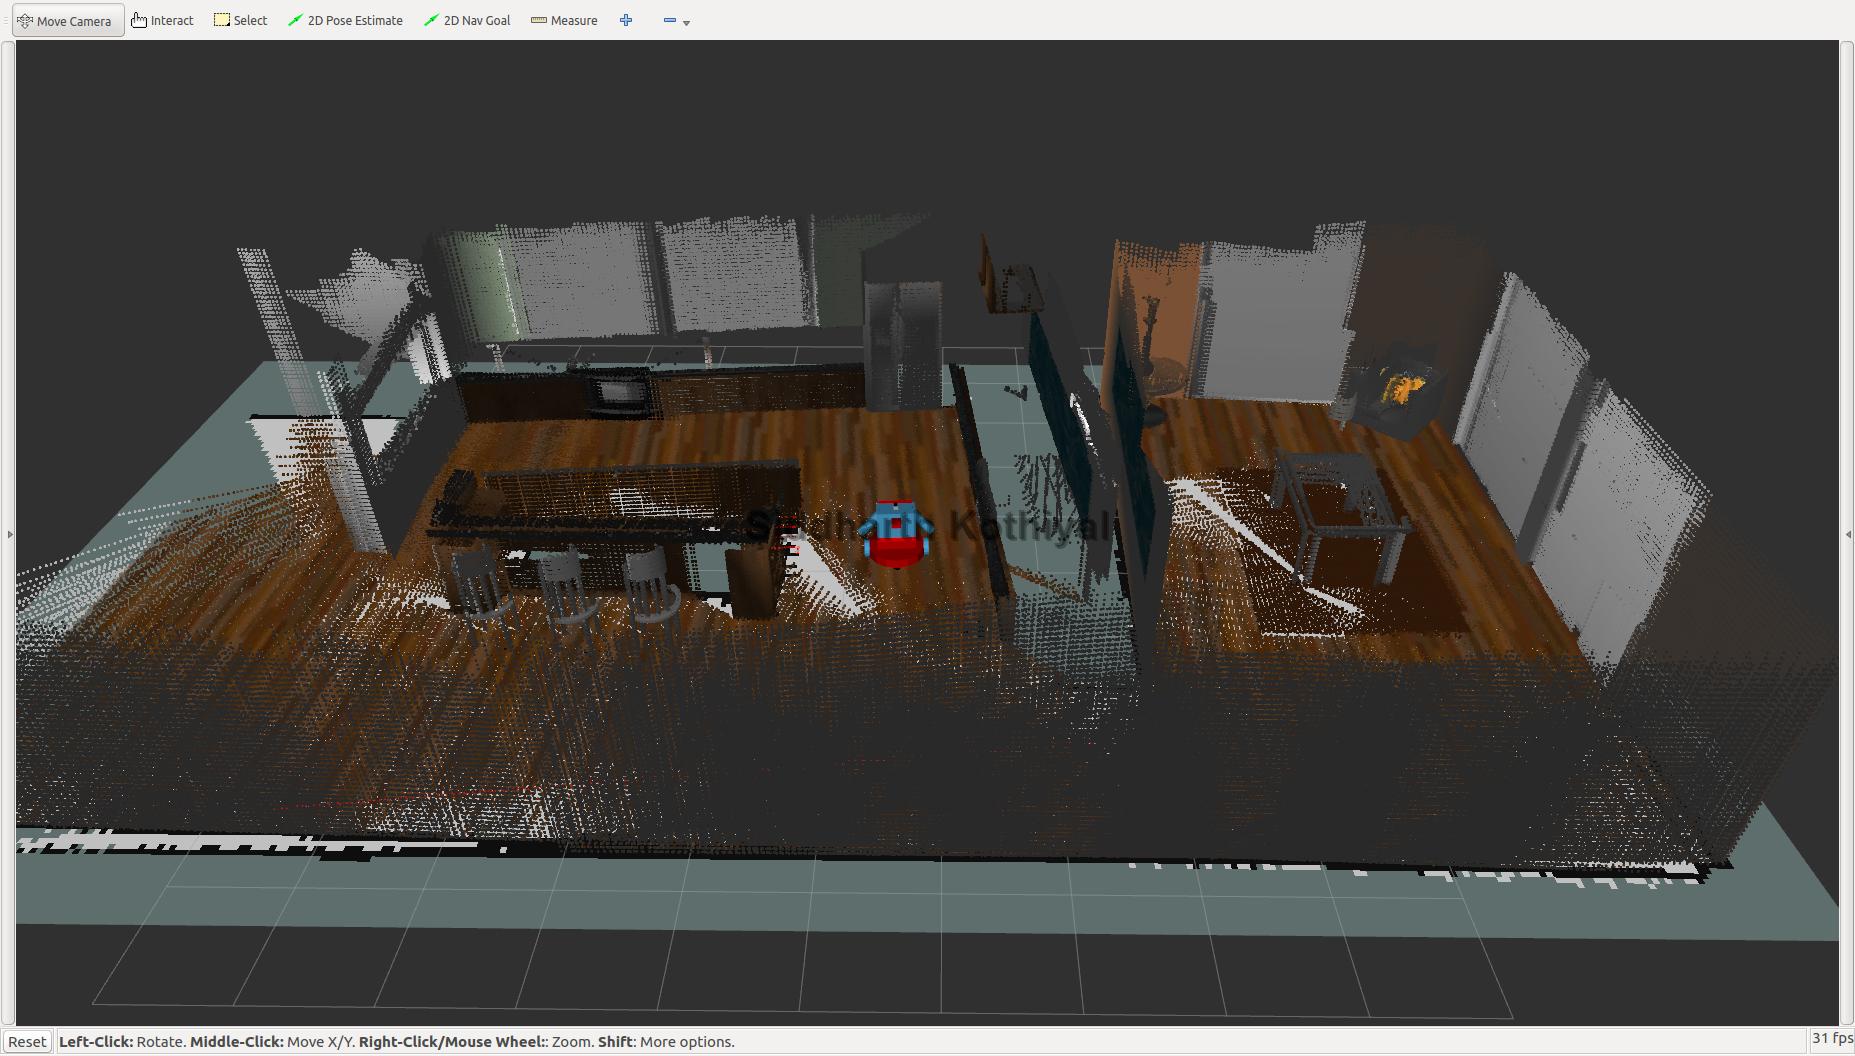 Move Camera Interact Select 2D Pose Estimate 2D Nav Goal Measure
Siddharth Kothiyal
Reset Left-Click: Rotate. Middle-Click: Move X/Y. Right-Click/Mouse Wheel:: Zoom. Shift: More options. 31 fps